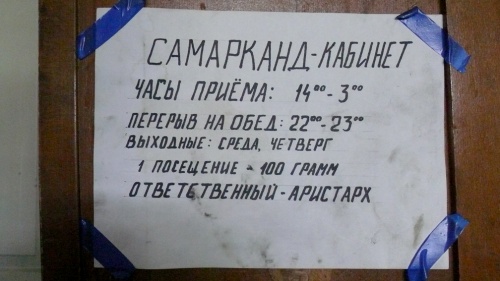 САМАРКАНД-КАБИНЕТ
ЧАСЫ ПРИЁМА: 14⁰⁰-3⁰⁰
ПЕРЕРЫВ НА ОБЕД: 22⁰⁰-23⁰⁰
ВЫХОДНЫЕ: СРЕДА, ЧЕТВЕРГ
1 ПОСЕЩЕНИЕ - 100 ГРАММ
ОТВЕТСТВЕННЫЙ-АРИСТАРХ